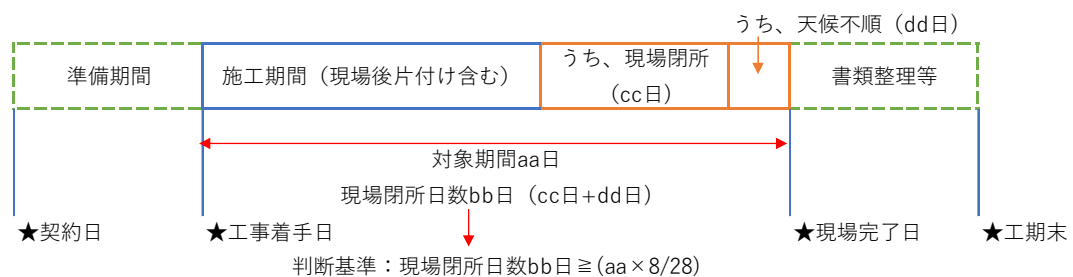 うち、天候不順（dd日）
準備期間
施工期間（現場後片付け含む）
うち、現場閉所
（cc日）
書類整理等
対象期間aa日
現場閉所日数bb日（cc日+dd日）
★契約日
★工事着手日
★現場完了日
★工期末
判断基準：現場閉所日数bb日≧(aa×8/28)